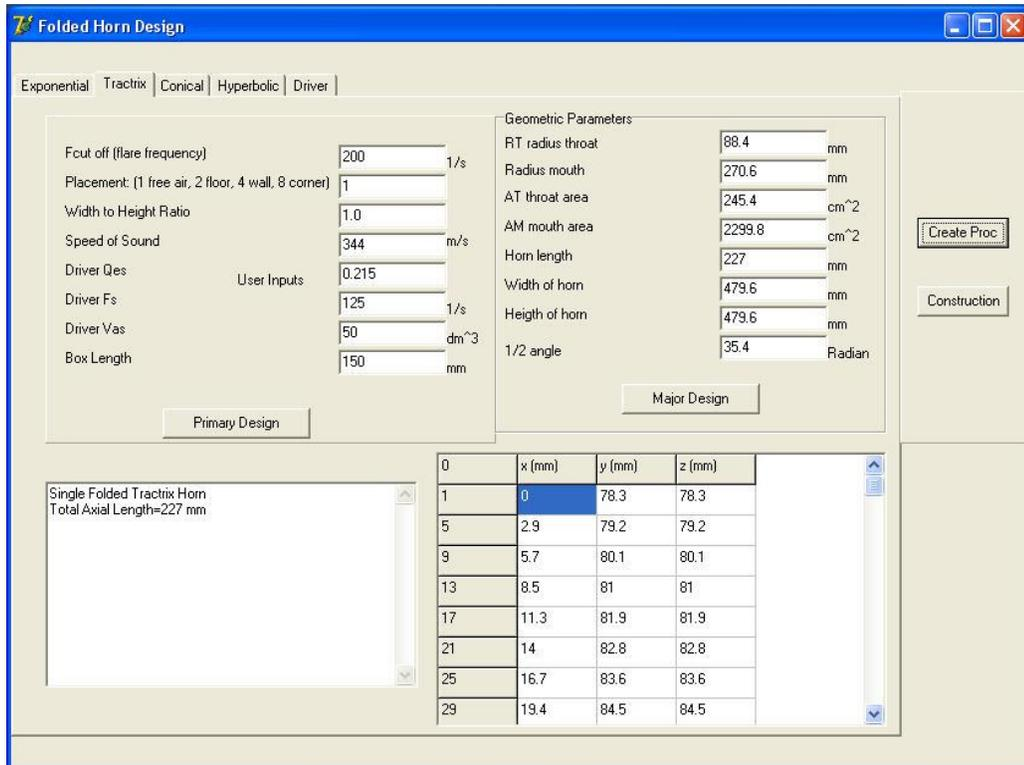 Folded Horn Design
Exponential Tractrix Conical Hyperbolic Driver
Fcut off (flare frequency) 200 1/s
Placement: (1 free air, 2 floor, 4 wall, 8 corner) 1
Width to Height Ratio 1.0
Speed of Sound 344 m/s
Driver Qes User Inputs 0.215
Driver Fs 125 1/s
Driver Vas 50 dm^3
Box Length 150 mm
Primary Design
Geometric Parameters
RT radius throat 88.4 mm
Radius mouth 270.6 mm
AT throat area 245.4 cm^2
AM mouth area 2299.8 cm^2
Horn length 227 mm
Width of horn 479.6 mm
Heigth of horn 479.6 mm
1/2 angle 35.4 Radian
Major Design
Create Proc
Construction
Single Folded Tractrix Horn
Total Axial Length=227 mm
0 x (mm) y (mm) z (mm)
1 0 78.3 78.3
5 2.9 79.2 79.2
9 5.7 80.1 80.1
13 8.5 81 81
17 11.3 81.9 81.9
21 14 82.8 82.8
25 16.7 83.6 83.6
29 19.4 84.5 84.5